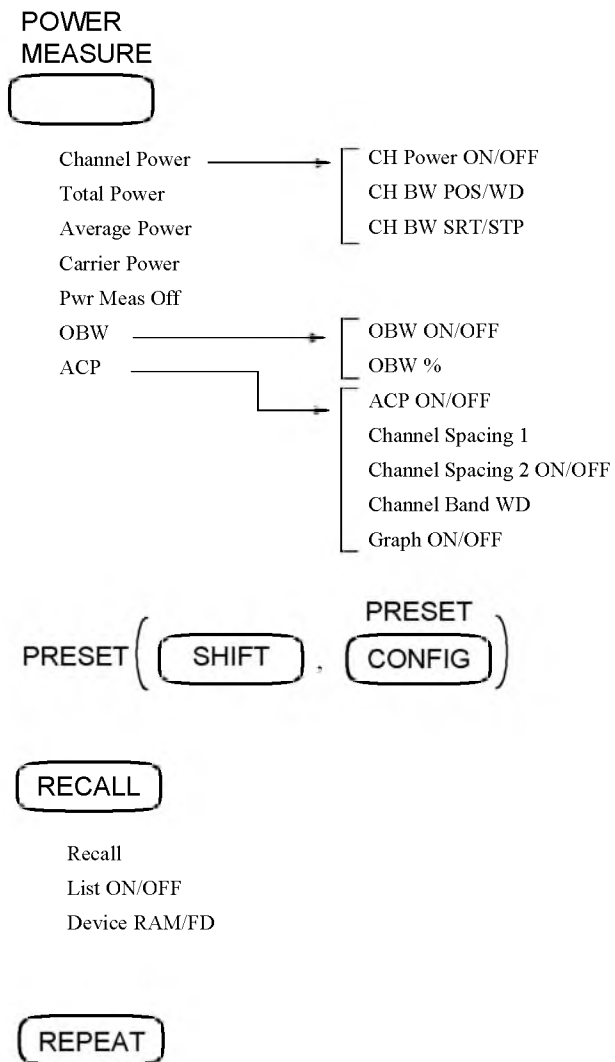 POWER
MEASURE
Channel Power
CH Power ON/OFF
Total Power
CH BW POS/WD
Average Power
CH BW SRT/STP
Carrier Power
Pwr Meas Off
OBW
OBW ON/OFF
OBW %
ACP
ACP ON/OFF
Channel Spacing 1
Channel Spacing 2 ON/OFF
Channel Band WD
Graph ON/OFF
PRESET
PRESET ( SHIFT , CONFIG )
RECALL
Recall
List ON/OFF
Device RAM/FD
REPEAT